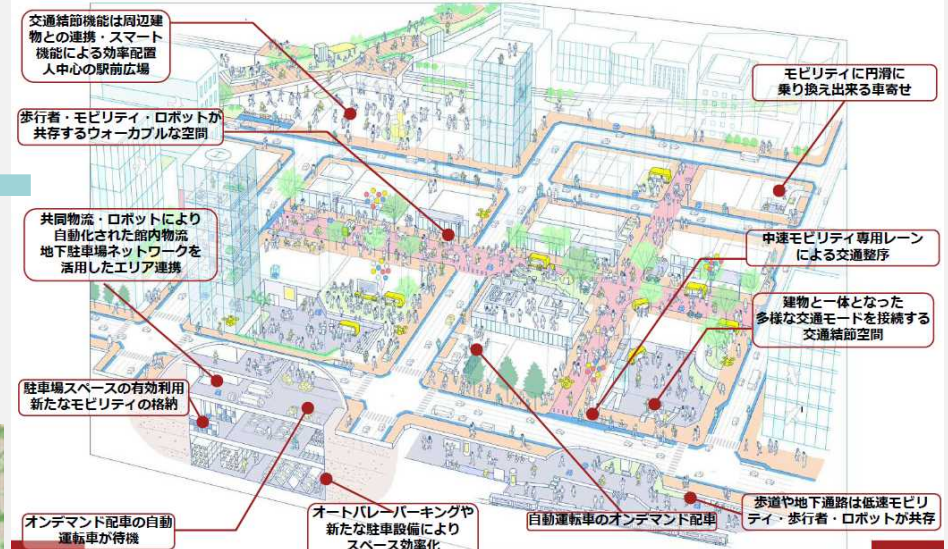 交通結節機能は周辺建
物との連携・スマート
機能による効率配置
人中心の駅前広場
モビリティに円滑に
乗り換え出来る車寄せ
歩行者・モビリティ・ロボットが
共存するウォーカブルな空間
共同物流・ロボットにより
自動化された館内物流
地下駐車場ネットワークを
活用したエリア連携
中速モビリティ専用レーン
による交通整序
建物と一体となった
多様な交通モードを接続する
交通結節空間
駐車場スペースの有効利用
新たなモビリティの格納
オンデマンド配車の自動
運転車が待機
オートバレーパーキングや
新たな駐車設備により
スペース効率化
自動運転車のオンデマンド配車
歩道や地下通路は低速モビリ
ティ・歩行者・ロボットが共存